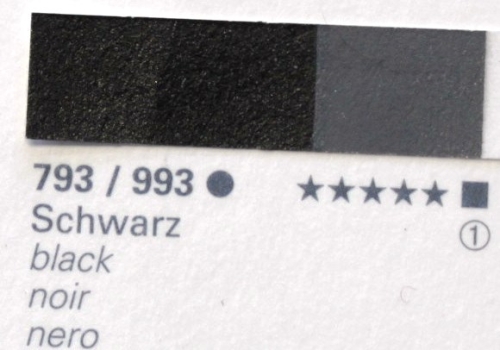 793 / 993 ● ★★★★★ ■
Schwarz ①
black
noir
nero